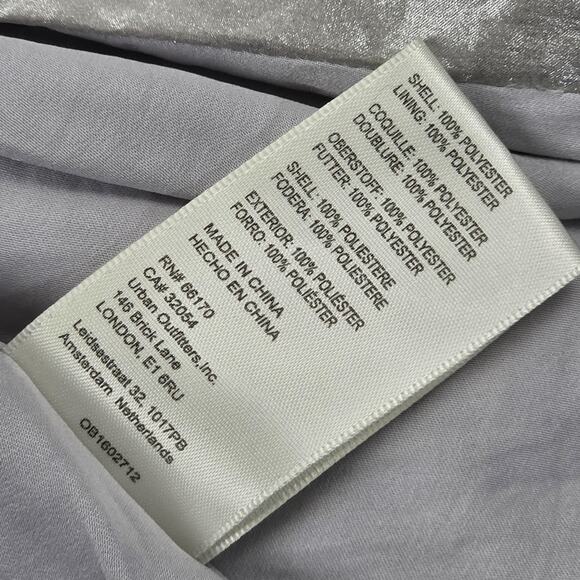 SHELL: 100% POLYESTER
LINING: 100% POLYESTER
COQUILLE: 100% POLYESTER
DOUBLURE: 100% POLYESTER
OBERSTOFF: 100% POLYESTER
FUTTER: 100% POLYESTER
SHELL: 100% POLIESTERE
FODERA: 100% POLIESTERE
EXTERIOR: 100% POLIÉSTER
FORRO: 100% POLIÉSTER
MADE IN CHINA
HECHO EN CHINA
RN# 66170
CA# 32054
Urban Outfitters,Inc.
146 Brick Lane
LONDON, E1 6RU
Leidsestraat 32, 1017PB
Amsterdam Netherlands
OB1602712